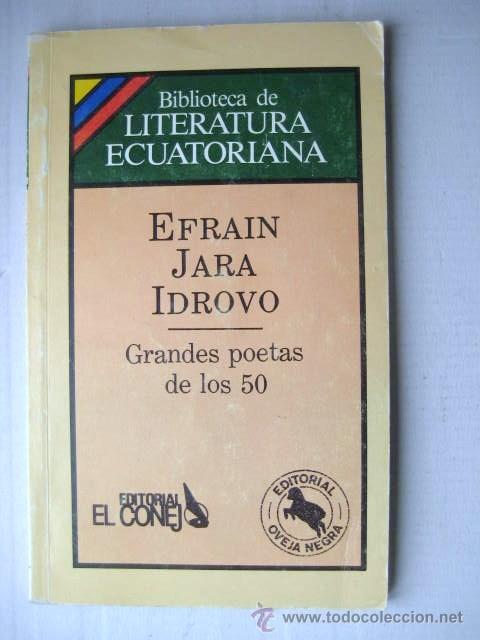 Biblioteca de
LITERATURA
ECUATORIANA
EFRAIN
JARA
IDROVO
Grandes poetas
de los 50
EDITORIAL
EL CONEJO
EDITORIAL
OVEJA NEGRA
todocoleccion
www.todocoleccion.net